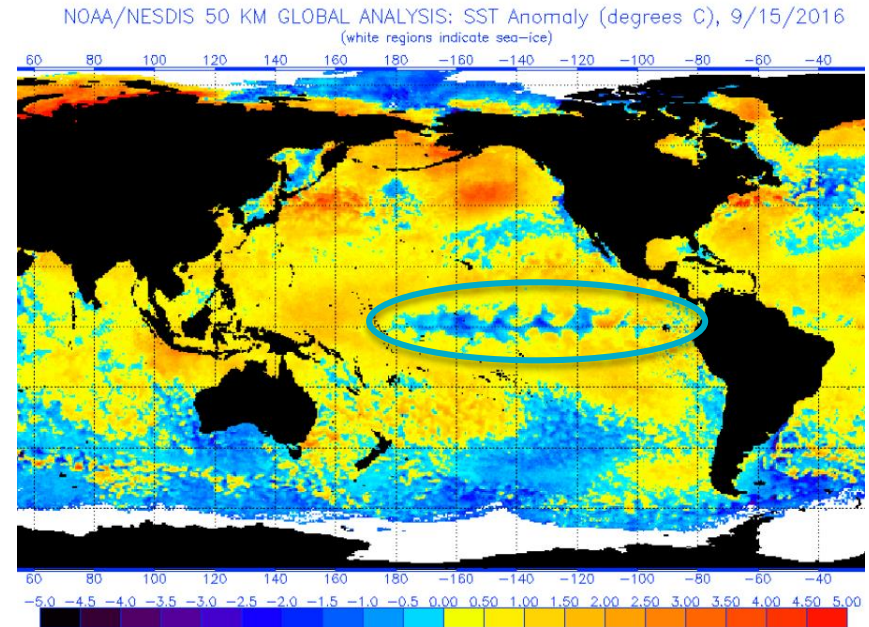 NOAA/NESDIS 50 KM GLOBAL ANALYSIS: SST Anomaly (degrees C), 9/15/2016
(white regions indicate sea-ice)
60 80 100 120 140 160 180 -160 -140 -120 -100 -80 -60 -40
60 80 100 120 140 160 180 -160 -140 -120 -100 -80 -60 -40
-5.0 -4.5 -4.0 -3.5 -3.0 -2.5 -2.0 -1.5 -1.0 -0.5 0.00 0.50 1.00 1.50 2.00 2.50 3.00 3.50 4.00 4.50 5.00